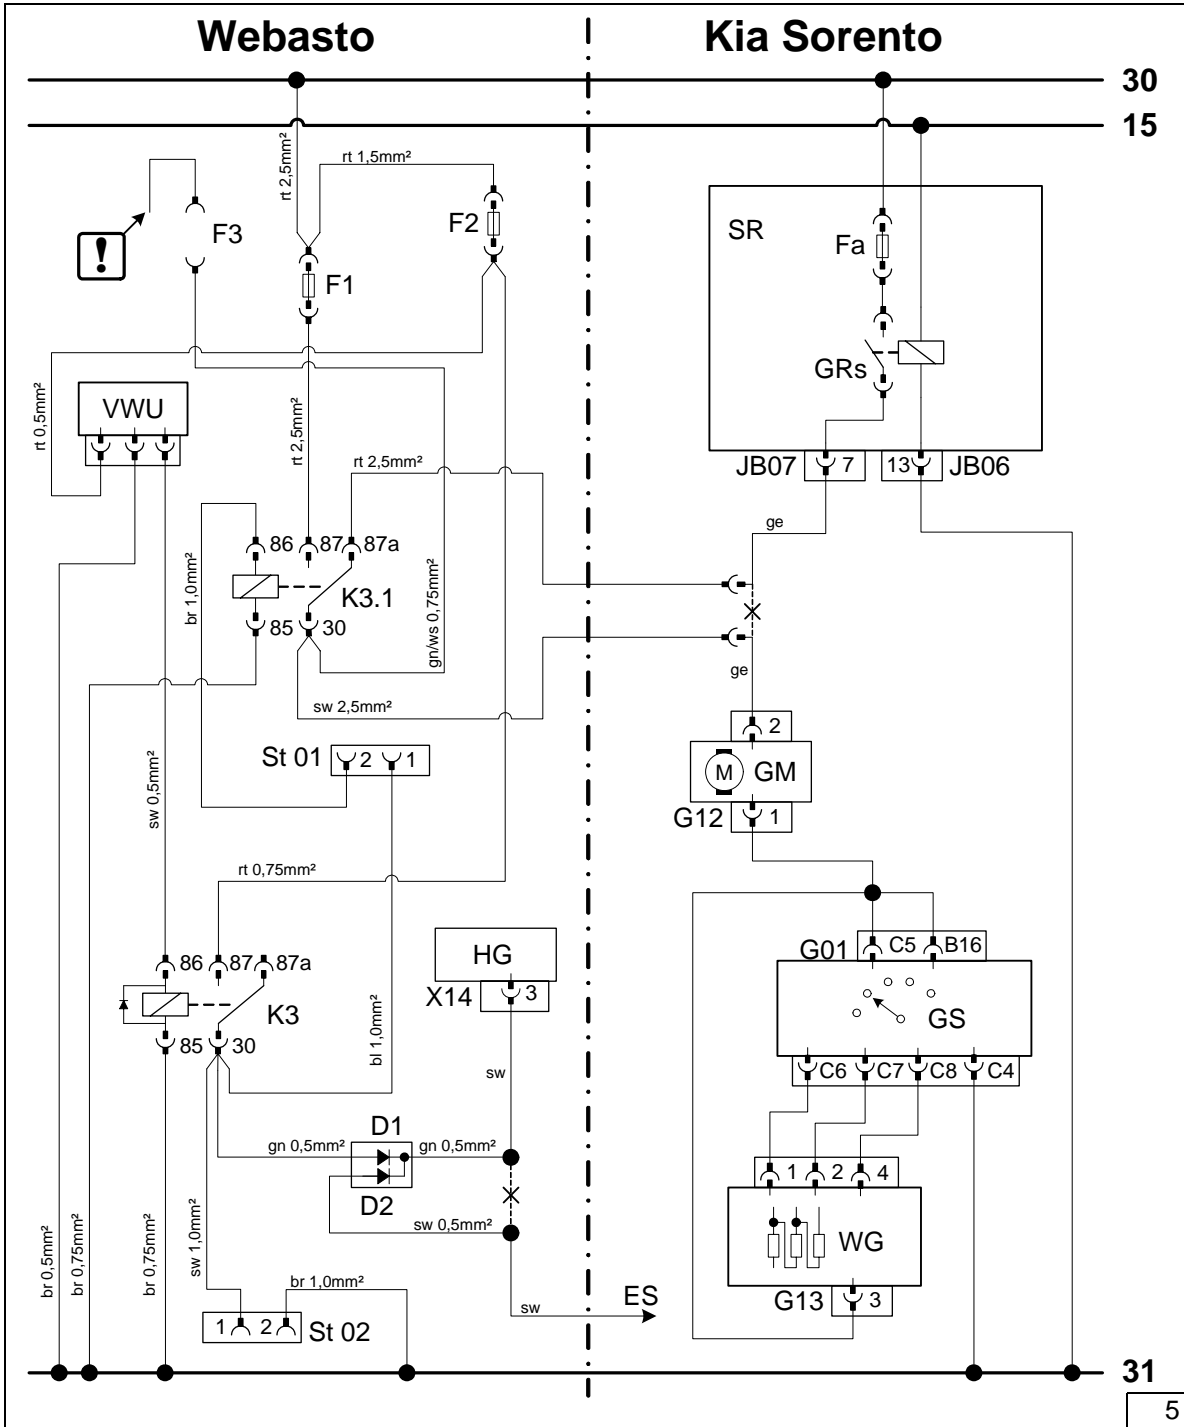 Webasto
Kia Sorento
30
15
rt 2,5mm²
rt 1,5mm²
F3
!
F2
F1
SR
Fa
GRs
rt 0,5mm²
VWU
rt 2,5mm²
rt 2,5mm²
JB07
7
13
JB06
ge
br 1,0mm²
86
87
87a
K3.1
85
30
gn/ws 0,75mm²
ge
sw 2,5mm²
St 01
2
1
2
M
GM
G12
1
sw 0,5mm²
rt 0,75mm²
HG
X14
3
86
87
87a
K3
85
30
bl 1,0mm²
G01
C5
B16
GS
C6
C7
C8
C4
sw
D1
gn 0,5mm²
gn 0,5mm²
D2
sw 0,5mm²
1
2
4
WG
G13
3
br 0,5mm²
br 0,75mm²
br 0,75mm²
sw 1,0mm²
br 1,0mm²
1
2
St 02
sw
ES
31
5